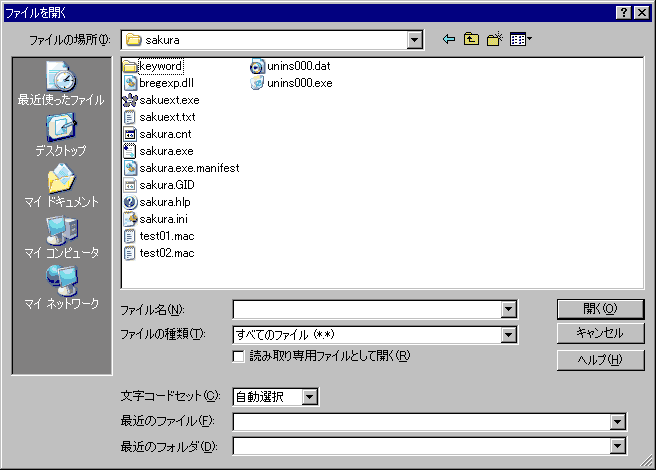 ファイルを開く
ファイルの場所(I): sakura
最近使ったファイル
デスクトップ
マイ ドキュメント
マイ コンピュータ
マイ ネットワーク
keyword
bregexp.dll
sakuext.exe
sakuext.txt
sakura.cnt
sakura.exe
sakura.exe.manifest
sakura.GID
sakura.hlp
sakura.ini
test01.mac
test02.mac
unins000.dat
unins000.exe
ファイル名(N): 開く(O)
ファイルの種類(T): すべてのファイル (*.*) キャンセル
読み取り専用ファイルとして開く(R) ヘルプ(H)
文字コードセット(C): 自動選択
最近のファイル(F):
最近のフォルダ(D):